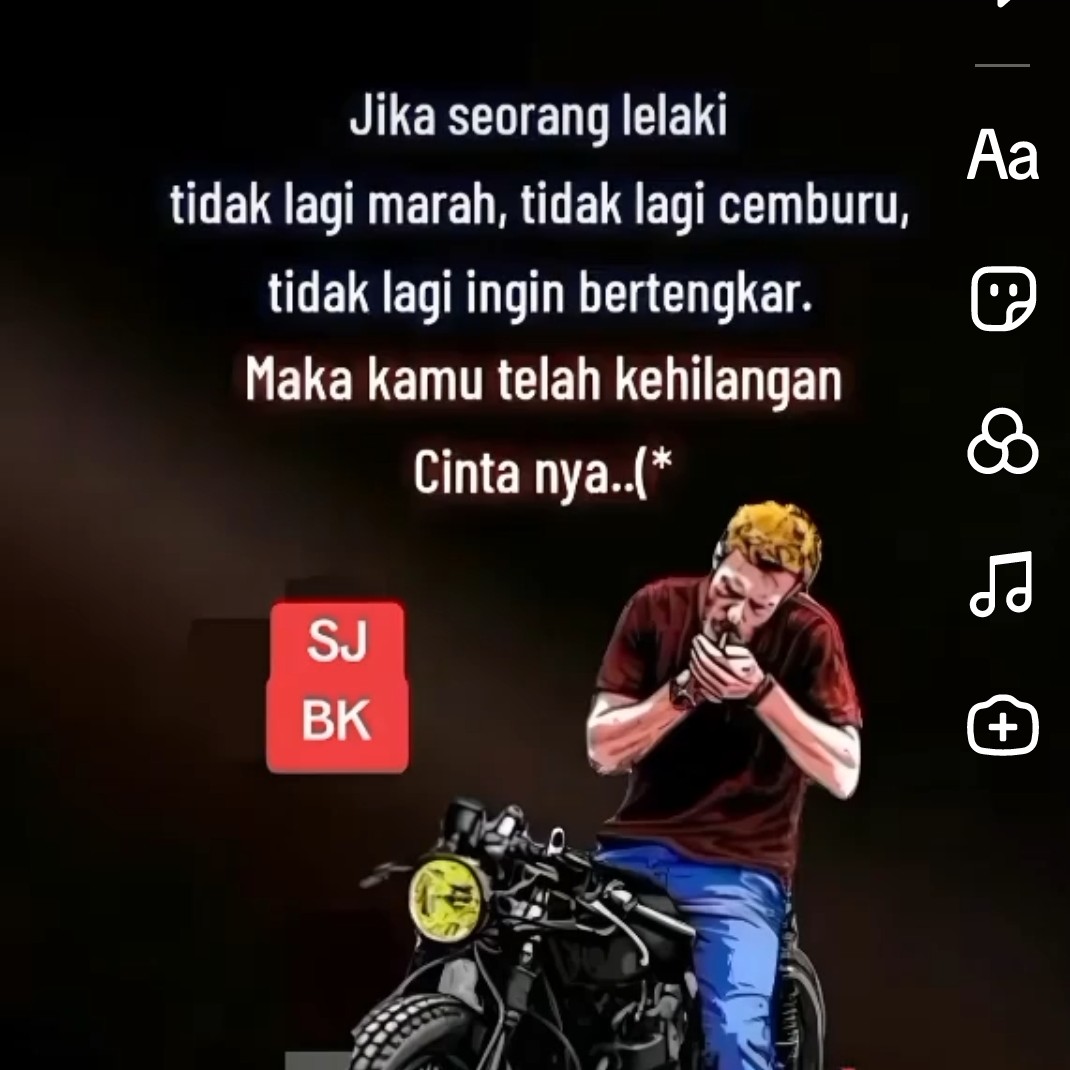 Jika seorang lelaki
tidak lagi marah, tidak lagi cemburu,
tidak lagi ingin bertengkar.
Maka kamu telah kehilangan
Cinta nya..(*
SJ
BK
Aa